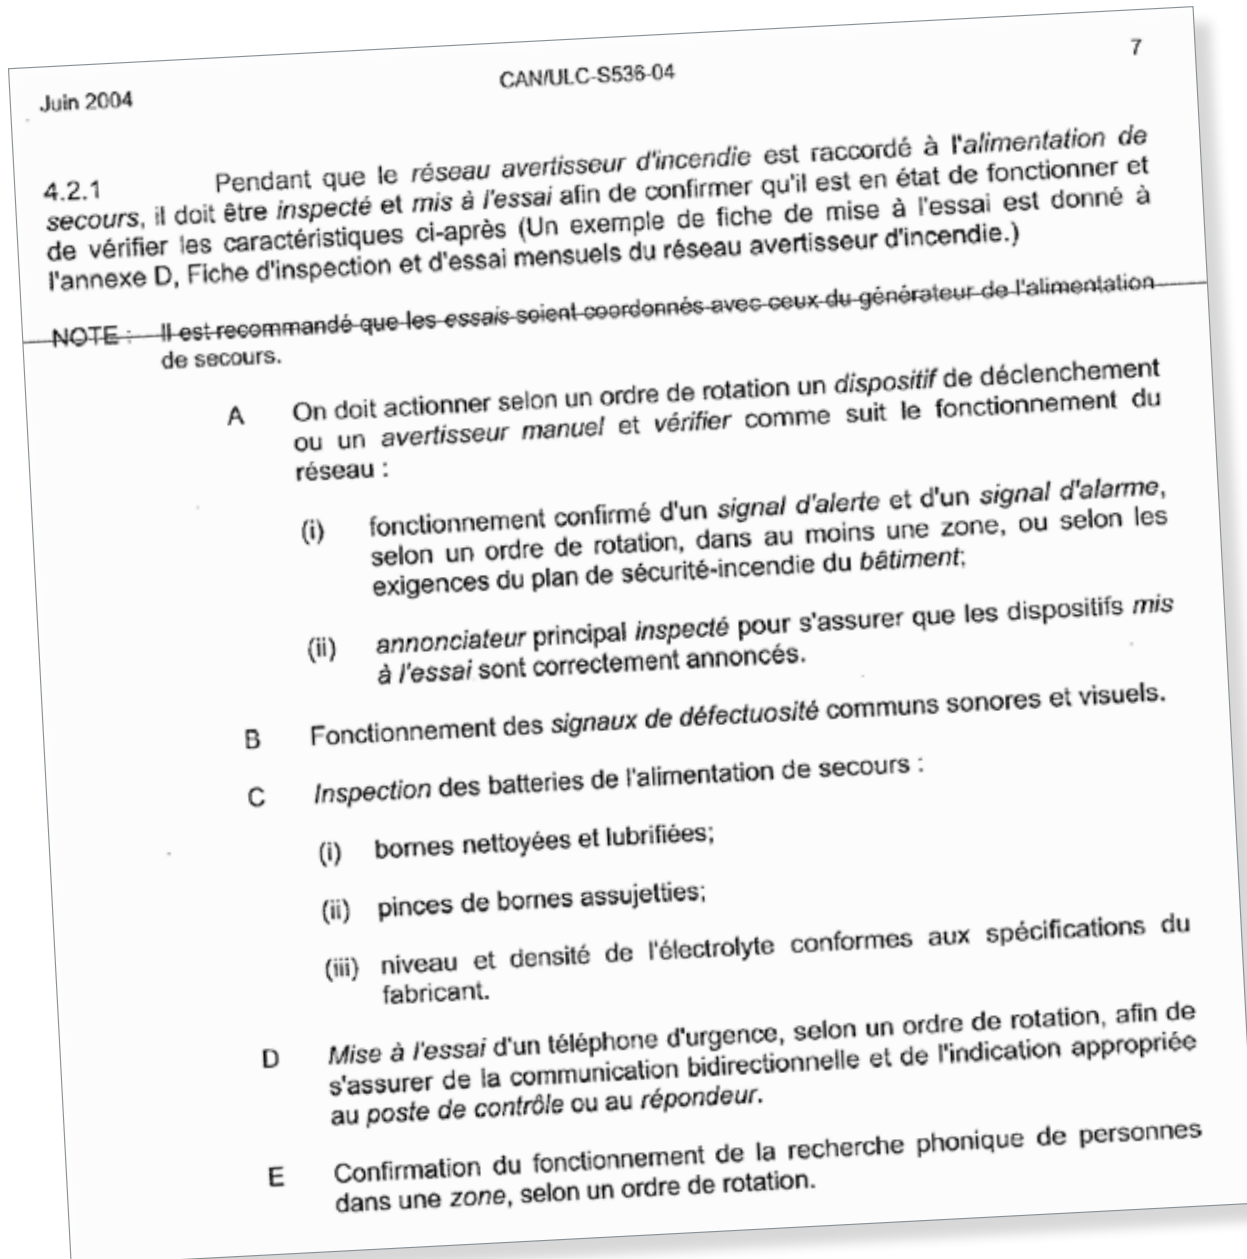 Juin 2004 CAN/ULC-S536-04 7
4.2.1 Pendant que le réseau avertisseur d'incendie est raccordé à l'alimentation de
secours, il doit être inspecté et mis à l'essai afin de confirmer qu'il est en état de fonctionner et
de vérifier les caractéristiques ci-après (Un exemple de fiche de mise à l'essai est donné à
l'annexe D, Fiche d'inspection et d'essai mensuels du réseau avertisseur d'incendie.)
NOTE : Il est recommandé que les essais soient coordonnés avec ceux du générateur de l'alimentation
de secours.
A On doit actionner selon un ordre de rotation un dispositif de déclenchement
ou un avertisseur manuel et vérifier comme suit le fonctionnement du
réseau :
(i) fonctionnement confirmé d'un signal d'alerte et d'un signal d'alarme,
selon un ordre de rotation, dans au moins une zone, ou selon les
exigences du plan de sécurité-incendie du bâtiment;
(ii) annonciateur principal inspecté pour s'assurer que les dispositifs mis
à l'essai sont correctement annoncés.
B Fonctionnement des signaux de défectuosité communs sonores et visuels.
C Inspection des batteries de l'alimentation de secours :
(i) bornes nettoyées et lubrifiées;
(ii) pinces de bornes assujetties;
(iii) niveau et densité de l'électrolyte conformes aux spécifications du
fabricant.
D Mise à l'essai d'un téléphone d'urgence, selon un ordre de rotation, afin de
s'assurer de la communication bidirectionnelle et de l'indication appropriée
au poste de contrôle ou au répondeur.
E Confirmation du fonctionnement de la recherche phonique de personnes
dans une zone, selon un ordre de rotation.